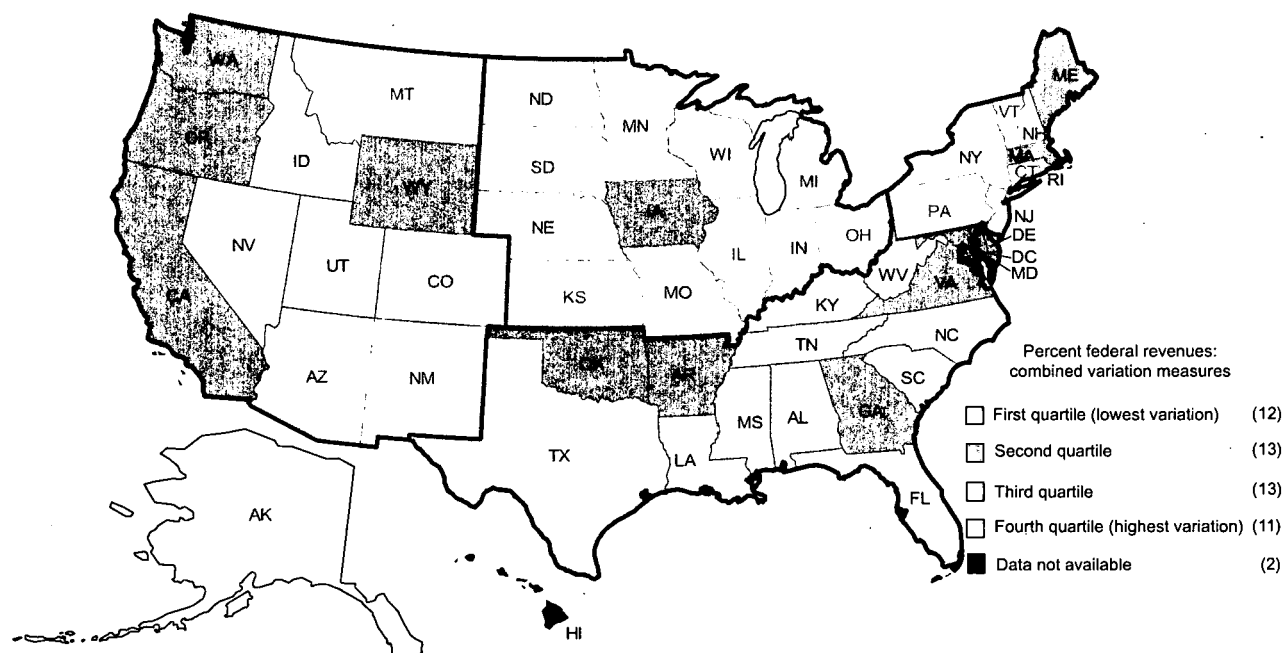 WA
MT
ND
MN
ME
VT
NH
OR
ID
WY
SD
WI
MI
NY
MA
CT
RI
NV
UT
CO
NE
IA
IL
IN
OH
PA
NJ
DE
DC
MD
CA
KS
MO
KY
WV
VA
AZ
NM
OK
AR
TN
NC
SC
TX
LA
MS
AL
GA
FL
AK
HI
Percent federal revenues:
combined variation measures
First quartile (lowest variation) (12)
Second quartile (13)
Third quartile (13)
Fourth quartile (highest variation) (11)
Data not available (2)